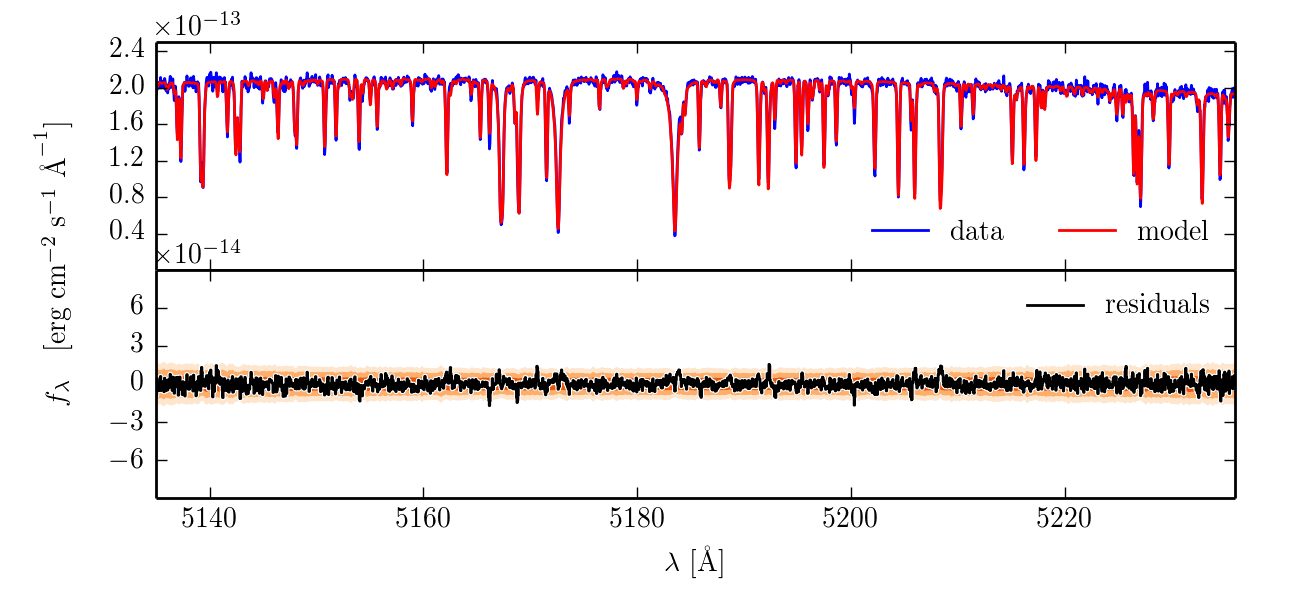 ×10⁻¹³
2.4
2.0
1.6
1.2
0.8
0.4
data
model
×10⁻¹⁴
6
3
0
−3
−6
residuals
f_λ [erg cm⁻² s⁻¹ Å⁻¹]
5140 5160 5180 5200 5220
λ [Å]